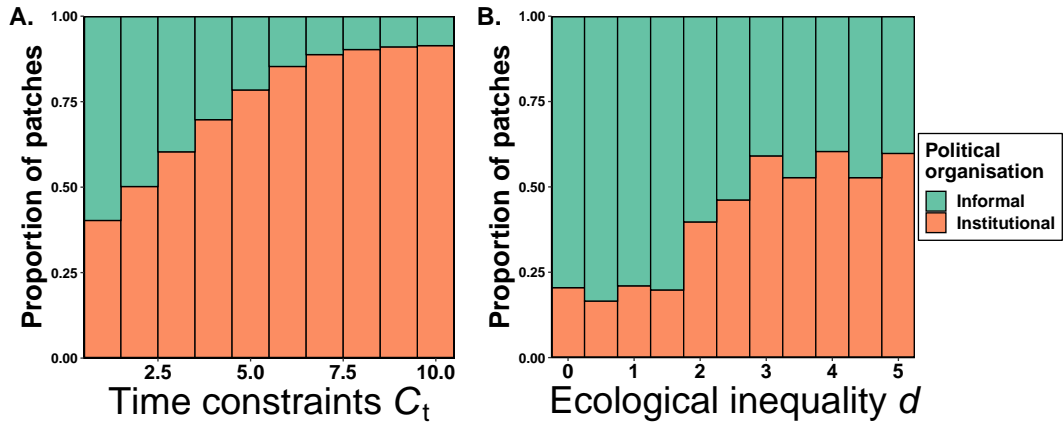 A.
Proportion of patches
1.00
0.75
0.50
0.25
0.00
2.5 5.0 7.5 10.0
Time constraints Ct
B.
Proportion of patches
1.00
0.75
0.50
0.25
0.00
0 1 2 3 4 5
Ecological inequality d
Political
organisation
Informal
Institutional